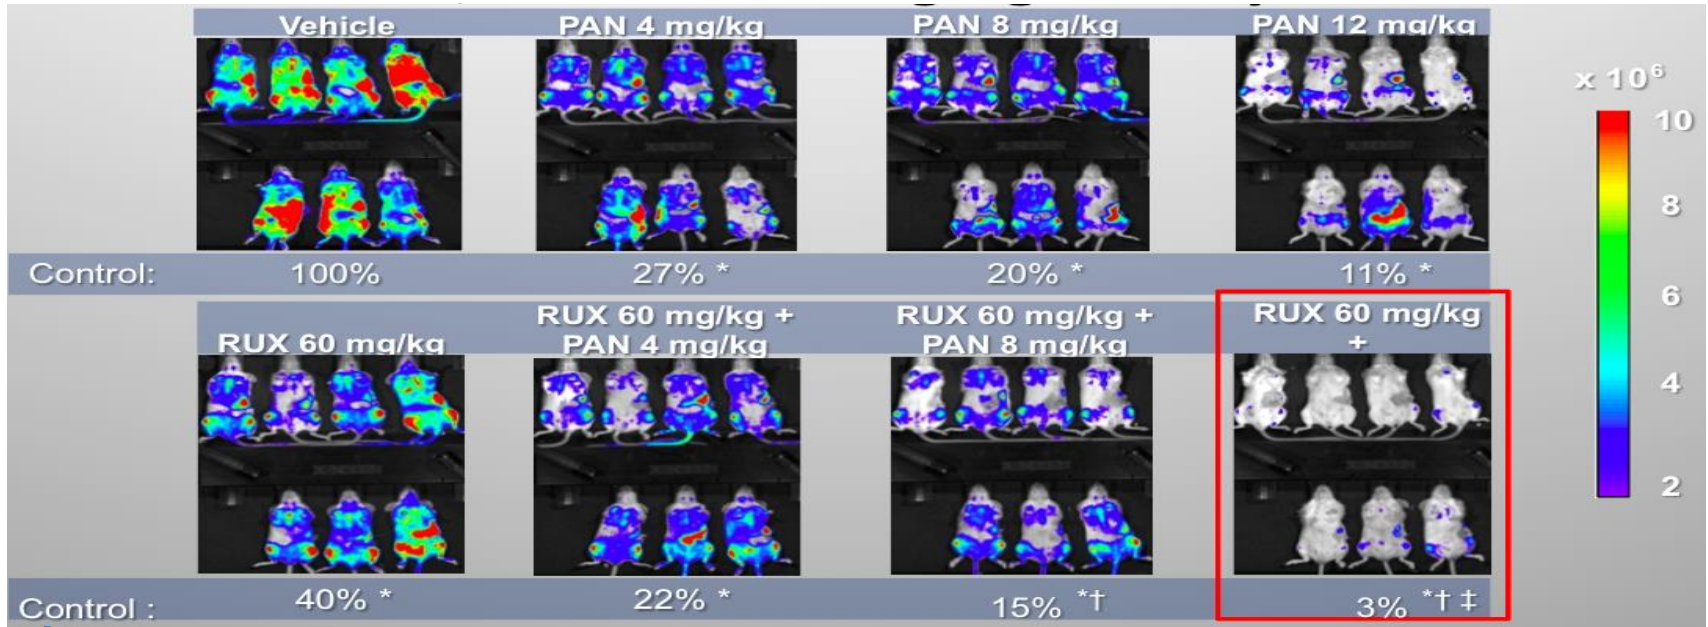 Vehicle
PAN 4 mg/kg
PAN 8 mg/kg
PAN 12 mg/kg
x 10⁶
10
8
6
4
2
Control:
100%
27% *
20% *
11% *
RUX 60 mg/kg
RUX 60 mg/kg +
PAN 4 mg/kg
RUX 60 mg/kg +
PAN 8 mg/kg
RUX 60 mg/kg
+
Control :
40% *
22% *
15% *†
3% *† ‡